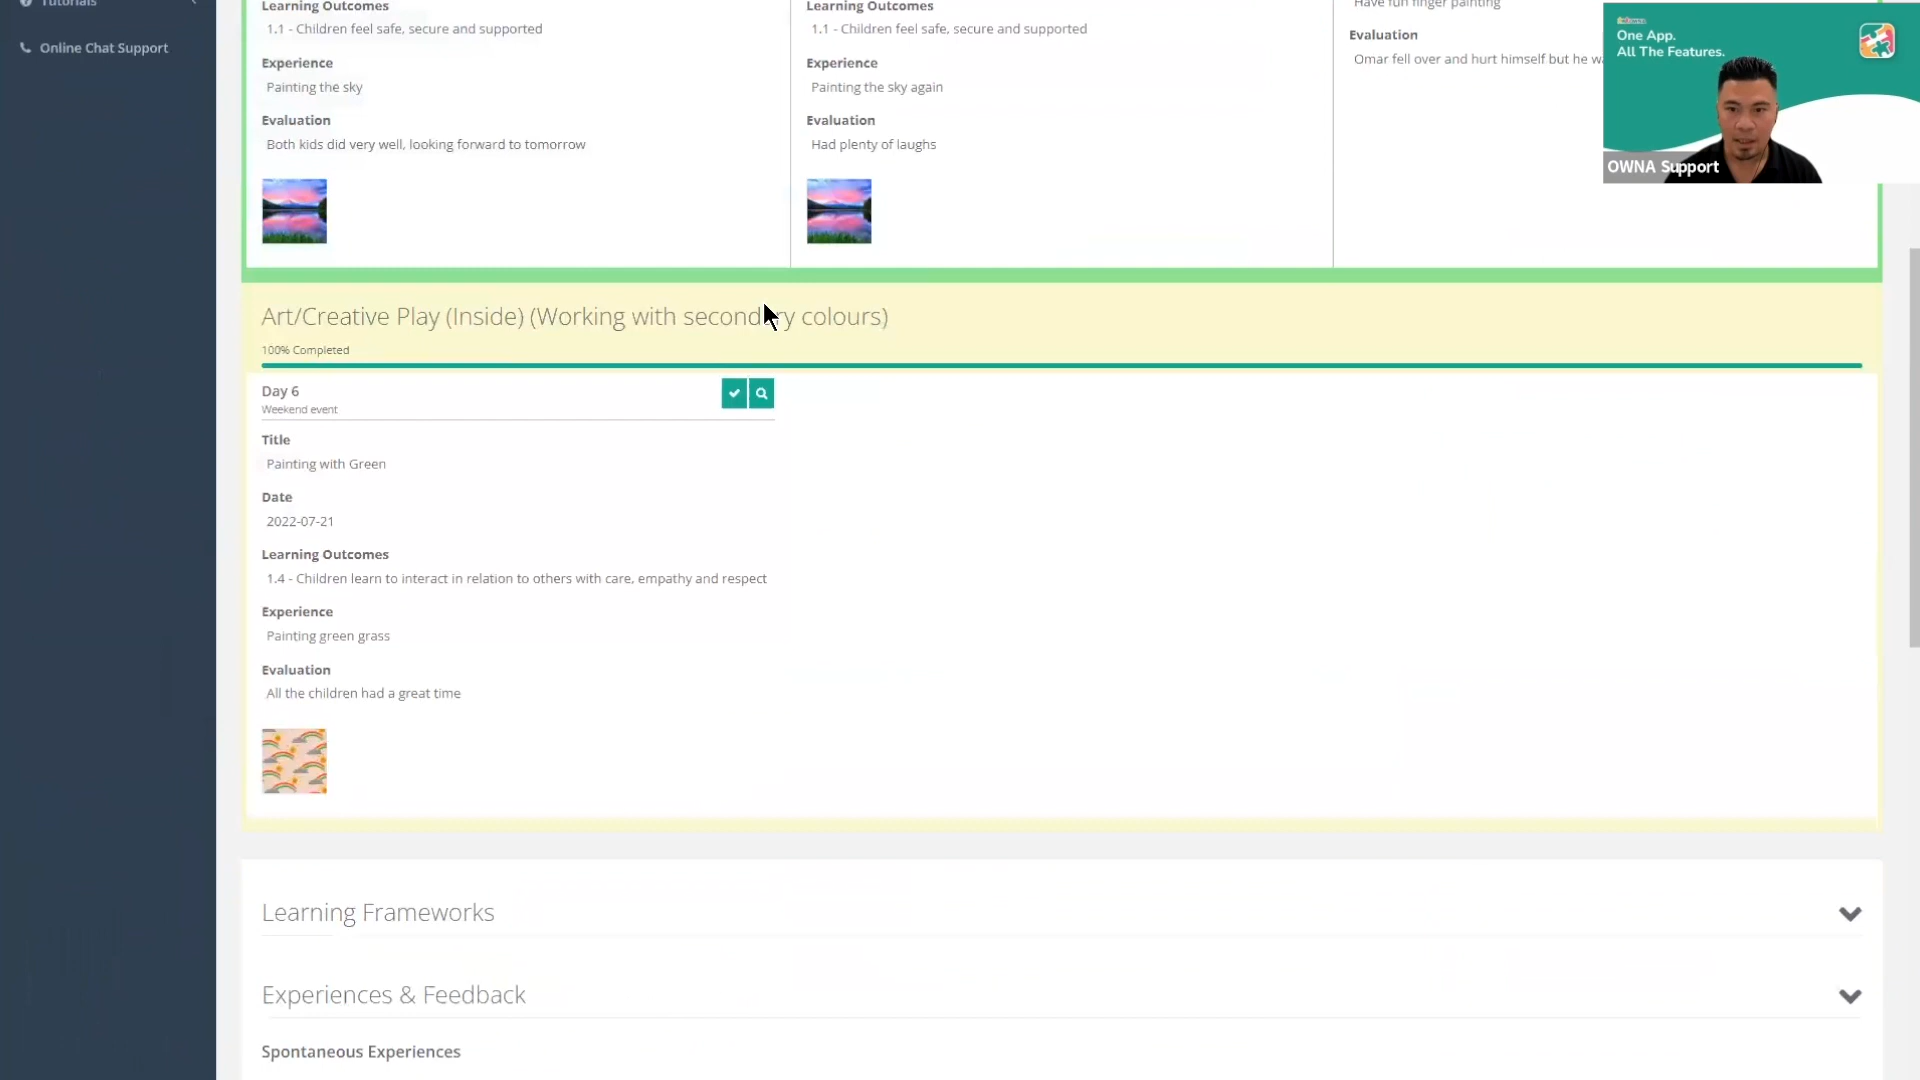 Tutorials
Online Chat Support
Learning Outcomes
1.1 - Children feel safe, secure and supported
Experience
Painting the sky
Evaluation
Both kids did very well, looking forward to tomorrow
Learning Outcomes
1.1 - Children feel safe, secure and supported
Experience
Painting the sky again
Evaluation
Had plenty of laughs
Have fun finger painting
Evaluation
Omar fell over and hurt himself but he wa
One App.
All The Features.
OWNA Support
Art/Creative Play (Inside) (Working with secondary colours)
100% Completed
Day 6
Weekend event
Title
Painting with Green
Date
2022-07-21
Learning Outcomes
1.4 - Children learn to interact in relation to others with care, empathy and respect
Experience
Painting green grass
Evaluation
All the children had a great time
Learning Frameworks
Experiences & Feedback
Spontaneous Experiences